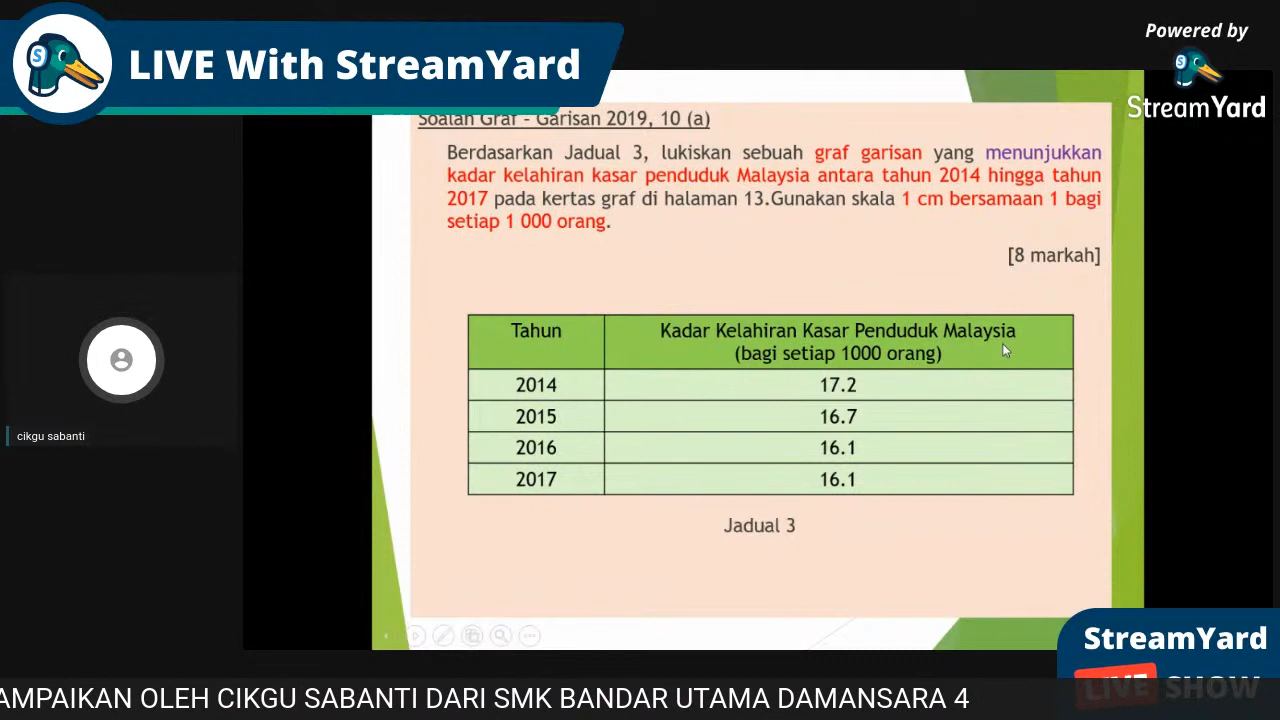 LIVE With StreamYard
Powered by
StreamYard
Soalan Graf – Garisan 2019, 10 (a)
Berdasarkan Jadual 3, lukiskan sebuah graf garisan yang menunjukkan
kadar kelahiran kasar penduduk Malaysia antara tahun 2014 hingga tahun
2017 pada kertas graf di halaman 13.Gunakan skala 1 cm bersamaan 1 bagi
setiap 1 000 orang.
[8 markah]
Tahun Kadar Kelahiran Kasar Penduduk Malaysia
(bagi setiap 1000 orang)
2014 17.2
2015 16.7
2016 16.1
2017 16.1
Jadual 3
cikgu sabanti
StreamYard
LIVE SHOW
AMPAIKAN OLEH CIKGU SABANTI DARI SMK BANDAR UTAMA DAMANSARA 4